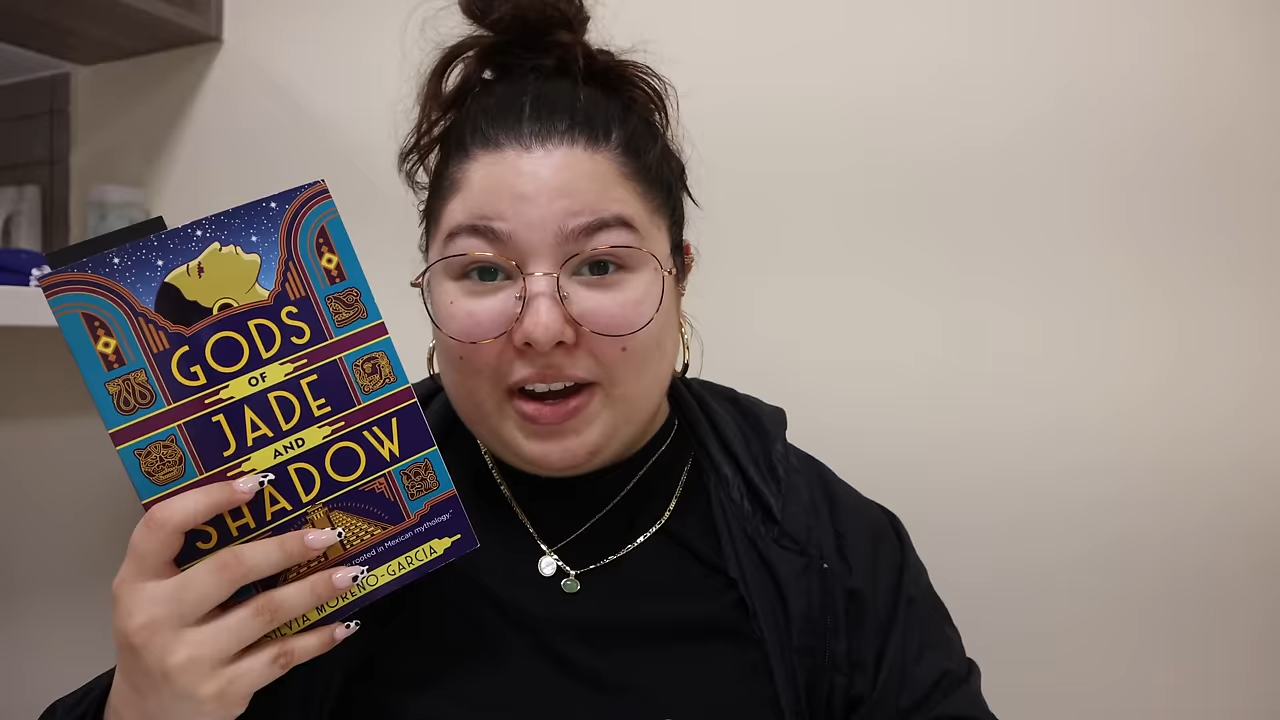 GODS
OF
JADE
AND
SHADOW
rooted in Mexican mythology."
SILVIA MORENO-GARCIA